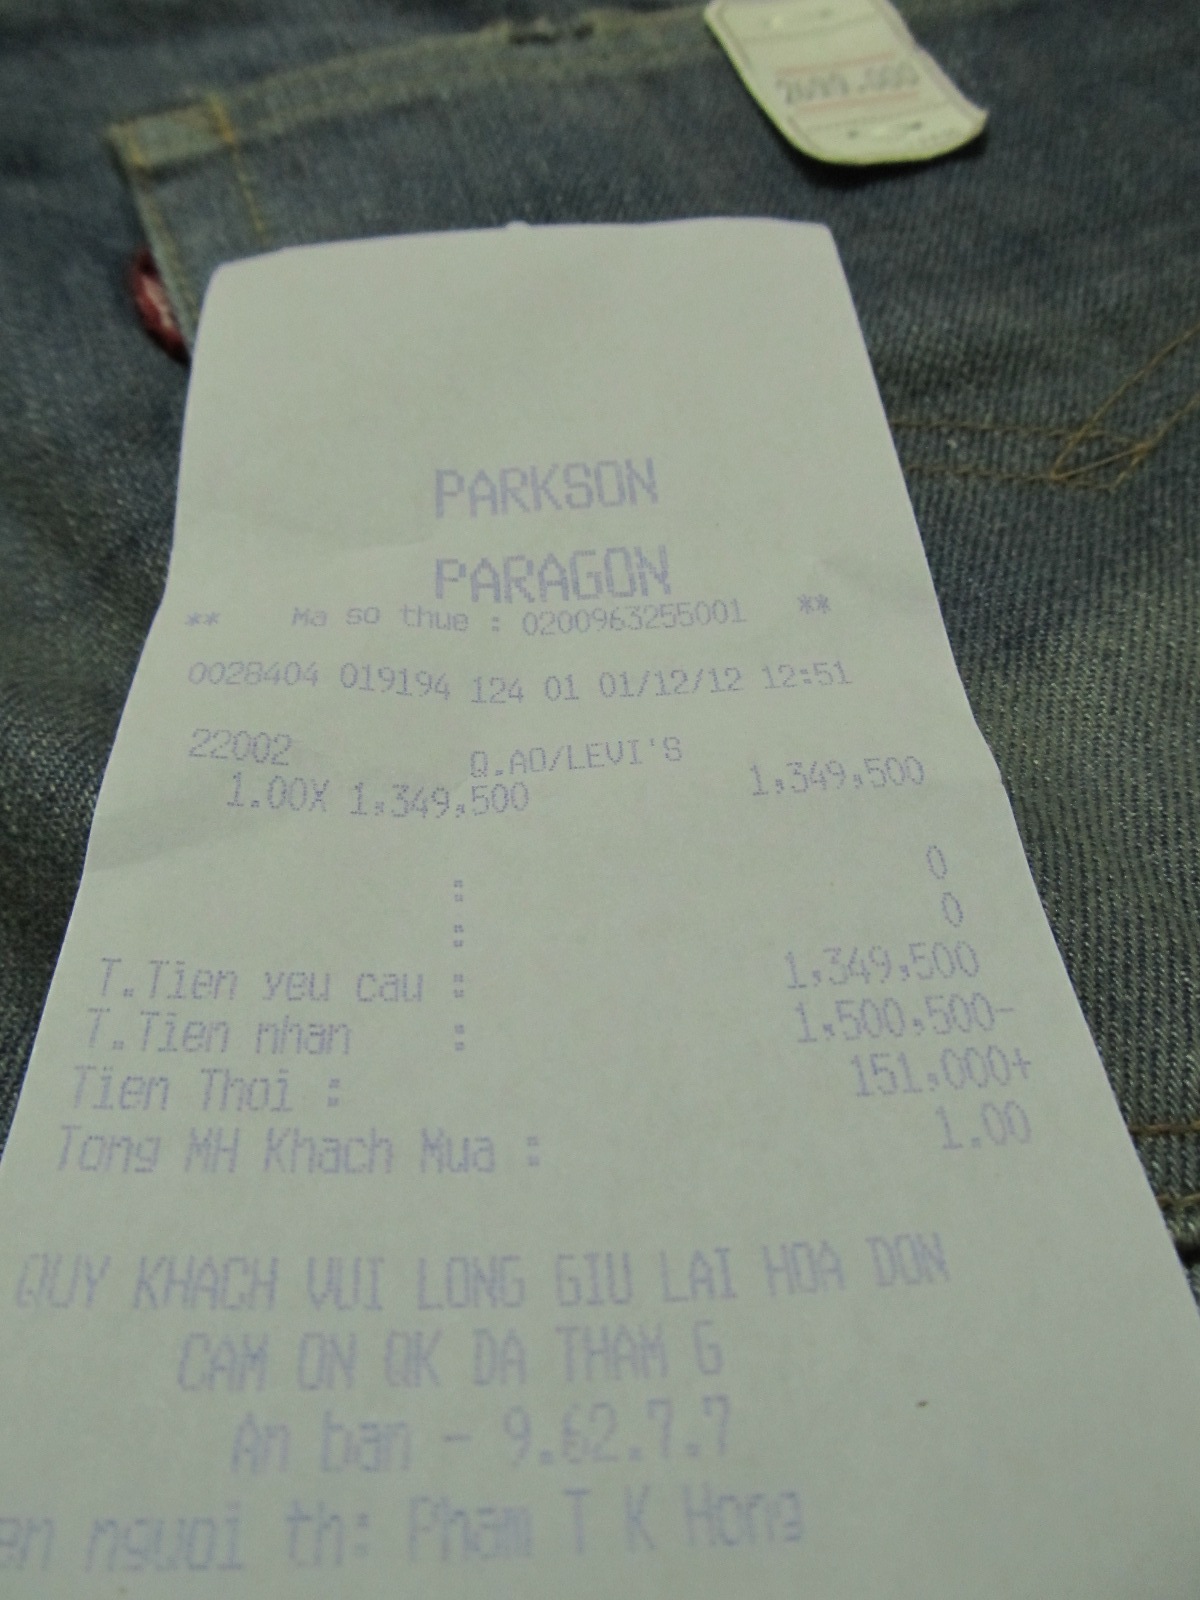 2699.000
PARKSON
PARAGON
** Ma so thue : 0200963255001 **
0028404 019194 124 01 01/12/12 12:51
22002 Q.AO/LEVI'S
1.00X 1,349,500 1,349,500
: 0
: 0
T.Tien yeu cau : 1,349,500
T.Tien nhan : 1,500,500-
Tien Thoi : 151,000+
Tong MH Khach Mua : 1.00
QUY KHACH VUI LONG GIU LAI HOA DON
CAM ON QK DA THAM G
An ban - 9.62.7.7
en nguoi th: Pham T K Hong